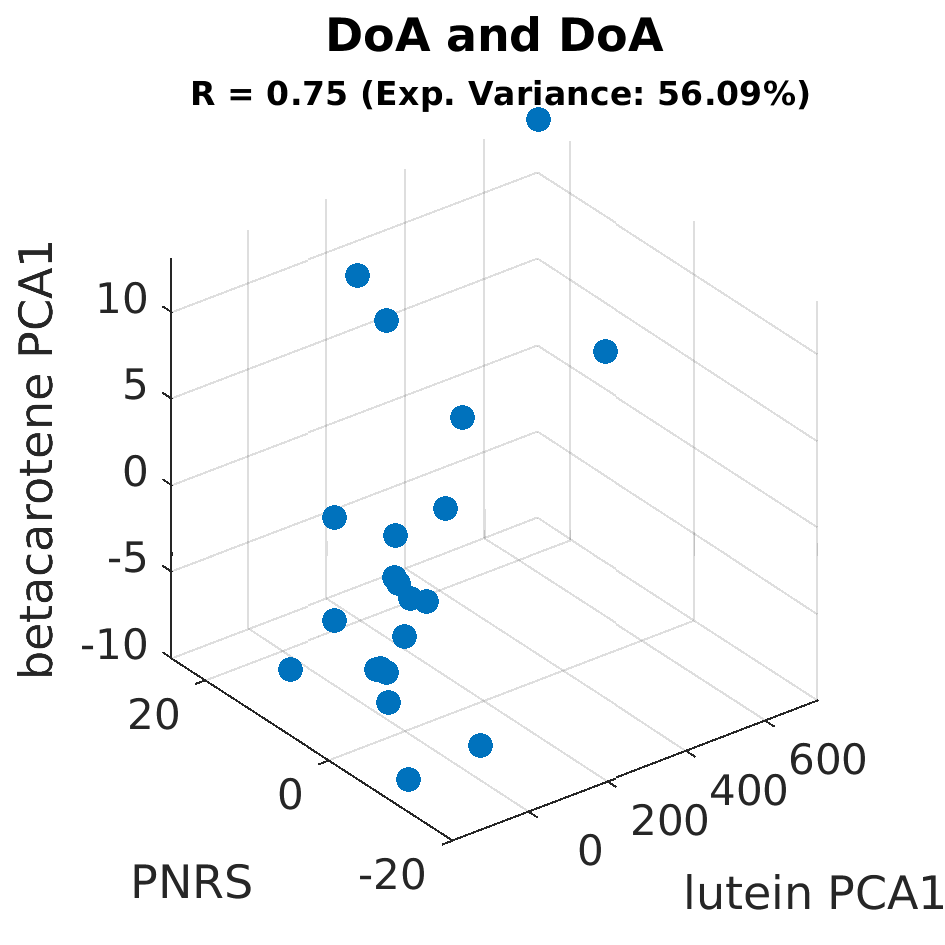 DoA and DoA
R = 0.75 (Exp. Variance: 56.09%)
betacarotene PCA1
10
5
0
-5
-10
20
0
-20
PNRS
0
200
400
600
lutein PCA1